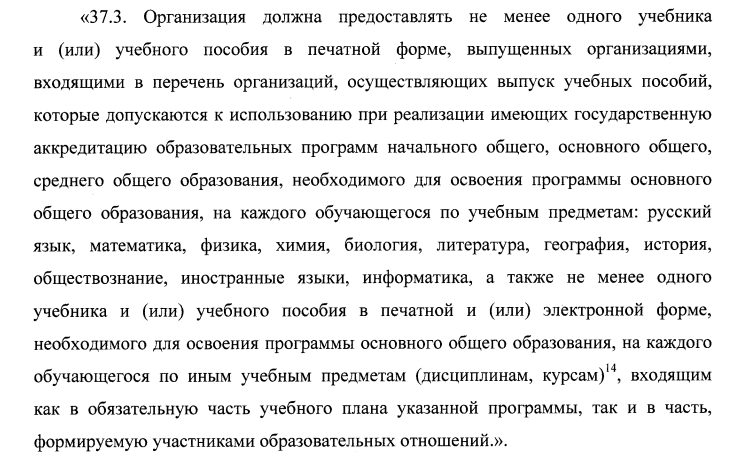 «37.3. Организация должна предоставлять не менее одного учебника
и (или) учебного пособия в печатной форме, выпущенных организациями,
входящими в перечень организаций, осуществляющих выпуск учебных пособий,
которые допускаются к использованию при реализации имеющих государственную
аккредитацию образовательных программ начального общего, основного общего,
среднего общего образования, необходимого для освоения программы основного
общего образования, на каждого обучающегося по учебным предметам: русский
язык, математика, физика, химия, биология, литература, география, история,
обществознание, иностранные языки, информатика, а также не менее одного
учебника и (или) учебного пособия в печатной и (или) электронной форме,
необходимого для освоения программы основного общего образования, на каждого
обучающегося по иным учебным предметам (дисциплинам, курсам)14, входящим
как в обязательную часть учебного плана указанной программы, так и в часть,
формируемую участниками образовательных отношений.».